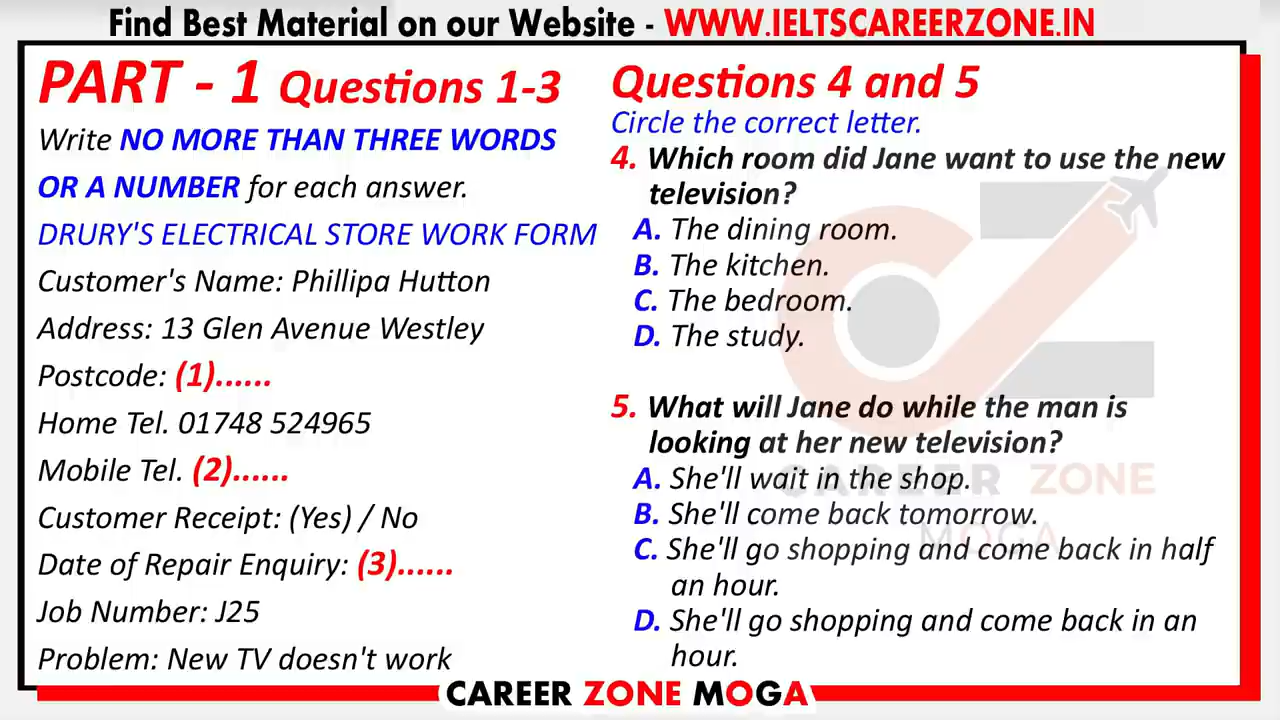 Find Best Material on our Website - WWW.IELTSCAREERZONE.IN
PART - 1 Questions 1-3
Write NO MORE THAN THREE WORDS
OR A NUMBER for each answer.
DRURY'S ELECTRICAL STORE WORK FORM
Customer's Name: Phillipa Hutton
Address: 13 Glen Avenue Westley
Postcode: (1)......
Home Tel. 01748 524965
Mobile Tel. (2)......
Customer Receipt: (Yes) / No
Date of Repair Enquiry: (3)......
Job Number: J25
Problem: New TV doesn't work
Questions 4 and 5
Circle the correct letter.
4. Which room did Jane want to use the new
television?
A. The dining room.
B. The kitchen.
C. The bedroom.
D. The study.
5. What will Jane do while the man is
looking at her new television?
A. She'll wait in the shop.
B. She'll come back tomorrow.
C. She'll go shopping and come back in half
an hour.
D. She'll go shopping and come back in an
hour.
CAREER ZONE
MOGA
CAREER ZONE MOGA